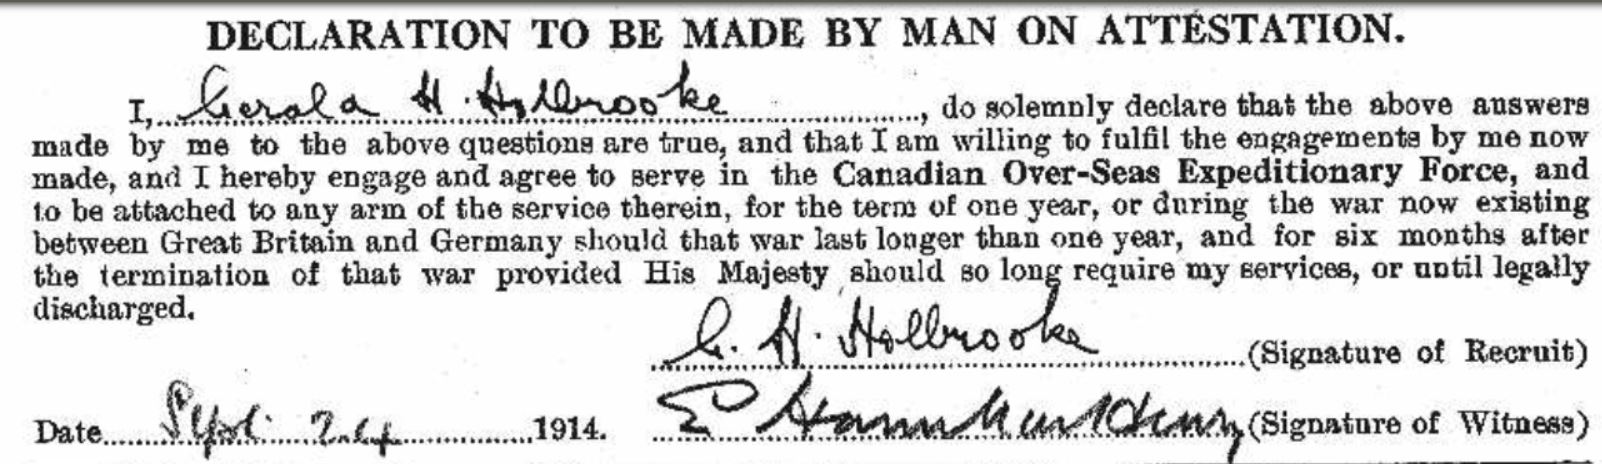 DECLARATION TO BE MADE BY MAN ON ATTESTATION.
I, Gerald H. Holbrooke, do solemnly declare that the above answers
made by me to the above questions are true, and that I am willing to fulfil the engagements by me now
made, and I hereby engage and agree to serve in the Canadian Over-Seas Expeditionary Force, and
to be attached to any arm of the service therein, for the term of one year, or during the war now existing
between Great Britain and Germany should that war last longer than one year, and for six months after
the termination of that war provided His Majesty should so long require my services, or until legally
discharged.
G. H. Holbrooke (Signature of Recruit)
Date Sept. 24 1914. (Signature of Witness)